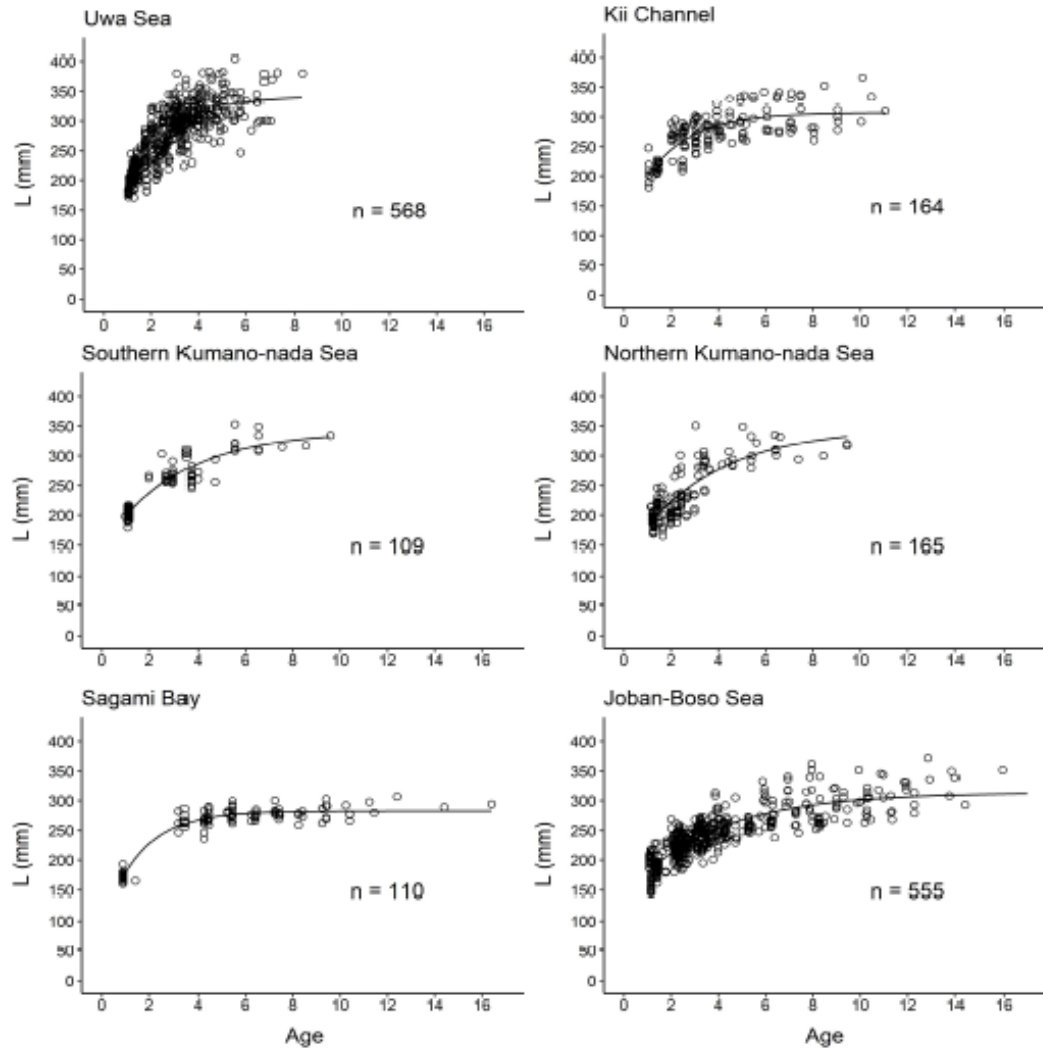 Uwa Sea
400
350
300
250
200
150
100
50
0
L (mm)
n = 568
0 2 4 6 8 10 12 14 16
Kii Channel
400
350
300
250
200
150
100
50
0
L (mm)
n = 164
0 2 4 6 8 10 12 14 16
Southern Kumano-nada Sea
400
350
300
250
200
150
100
50
0
L (mm)
n = 109
0 2 4 6 8 10 12 14 16
Northern Kumano-nada Sea
400
350
300
250
200
150
100
50
0
L (mm)
n = 165
0 2 4 6 8 10 12 14 16
Sagami Bay
400
350
300
250
200
150
100
50
0
L (mm)
n = 110
0 2 4 6 8 10 12 14 16
Age
Joban-Boso Sea
400
350
300
250
200
150
100
50
0
L (mm)
n = 555
0 2 4 6 8 10 12 14 16
Age